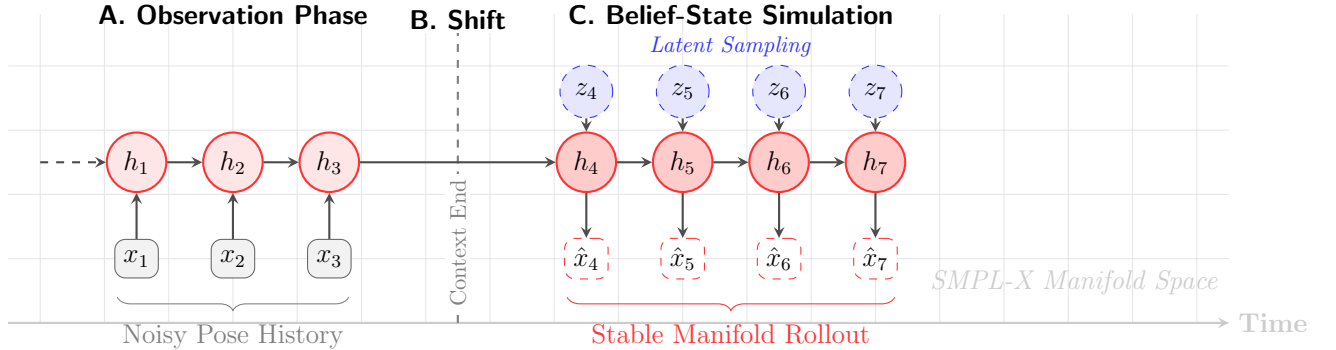 A. Observation Phase
B. Shift
C. Belief-State Simulation
Latent Sampling
z₄ z₅ z₆ z₇
h₁ h₂ h₃ h₄ h₅ h₆ h₇
x₁ x₂ x₃ x̂₄ x̂₅ x̂₆ x̂₇
Context End
SMPL-X Manifold Space
Time
Noisy Pose History
Stable Manifold Rollout